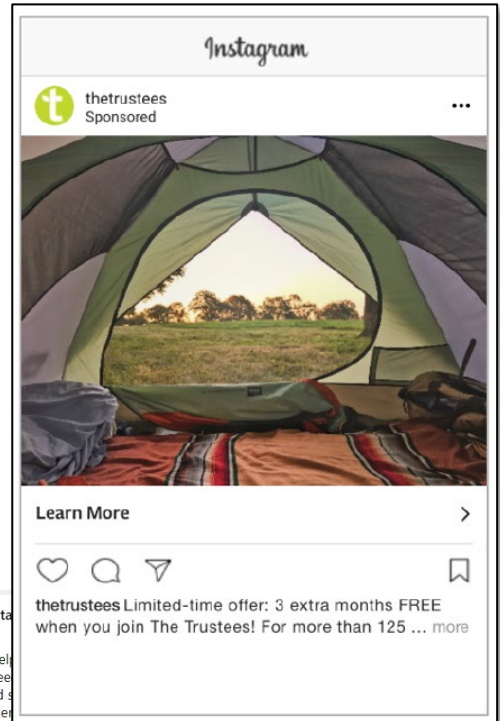 Instagram
thetrustees
Sponsored
Learn More
thetrustees Limited-time offer: 3 extra months FREE
when you join The Trustees! For more than 125 ... more